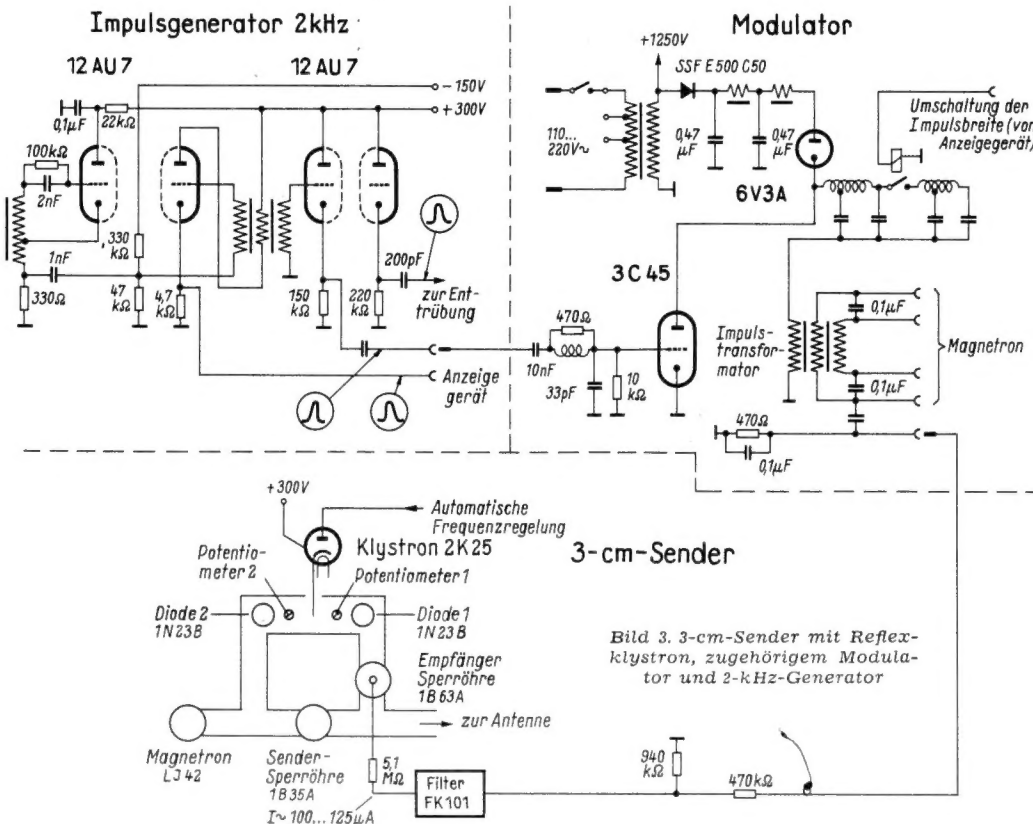 Impulsgenerator 2kHz
12 AU 7
12 AU 7
-150V
+300V
0,1µF
22kΩ
100kΩ
2nF
1nF
330Ω
330
kΩ
47
kΩ
4,7
kΩ
150
kΩ
220
kΩ
200pF
zur Ent-
trübung
Anzeige
gerät
Modulator
+1250V
SSF E500 C50
110...
220V~
0,47
µF
0,47
µF
6V3A
Umschaltung der
Impulsbreite (vom
Anzeigegerät)
3C45
470Ω
10nF
33pF
10
kΩ
Impuls-
transfor-
mator
0,1µF
0,1µF
Magnetron
470Ω
0,1µF
3-cm-Sender
+300V
Automatische
Frequenzregelung
Klystron 2K25
Potentio-
meter 2
Potentiometer 1
Diode 2
1N23B
Diode 1
1N23B
Empfänger
Sperröhre
1B63A
zur Antenne
Magnetron
LJ42
Sender-
Sperröhre
1B35A
5,1
MΩ
I~100...125µA
Filter
FK101
940
kΩ
470kΩ
Bild 3. 3-cm-Sender mit Reflex-
klystron, zugehörigem Modula-
tor und 2-kHz-Generator